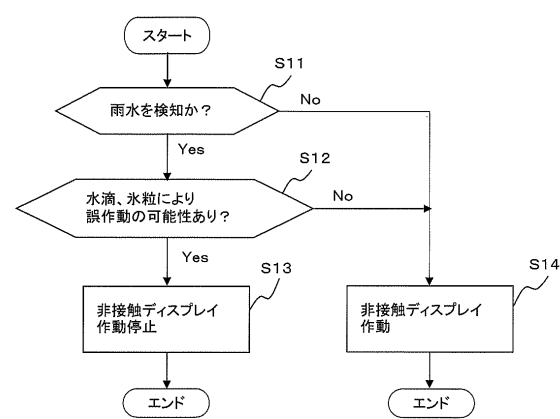 スタート
S11
雨水を検知か？
No
Yes
S12
水滴、氷粒により
誤作動の可能性あり？
No
Yes
S13
S14
非接触ディスプレイ
作動停止
非接触ディスプレイ
作動
エンド
エンド